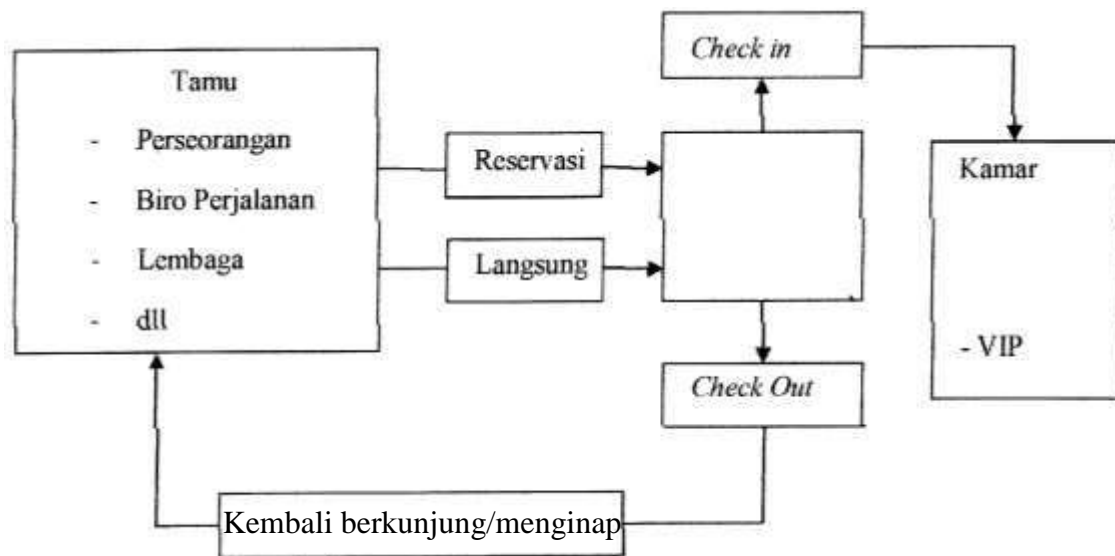 Tamu
- Perseorangan
- Biro Perjalanan
- Lembaga
- dll
Reservasi
Langsung
Check in
Check Out
Kamar
- VIP
Kembali berkunjung/menginap